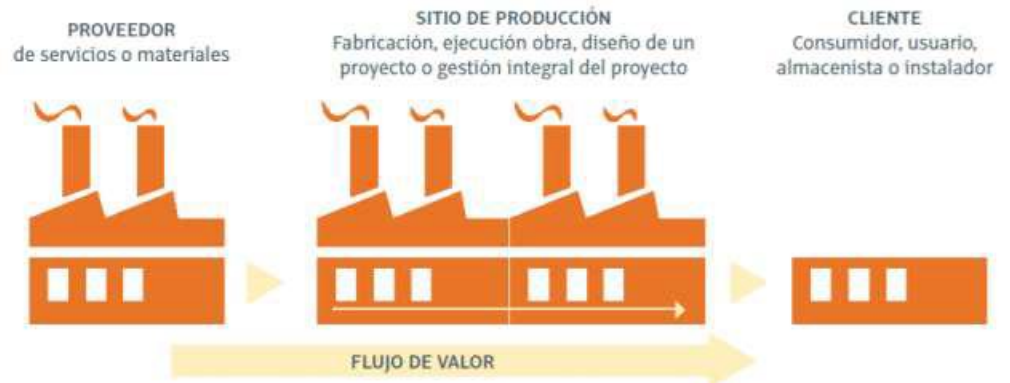 PROVEEDOR
de servicios o materiales
SITIO DE PRODUCCIÓN
Fabricación, ejecución obra, diseño de un
proyecto o gestión integral del proyecto
CLIENTE
Consumidor, usuario,
almacenista o instalador
FLUJO DE VALOR